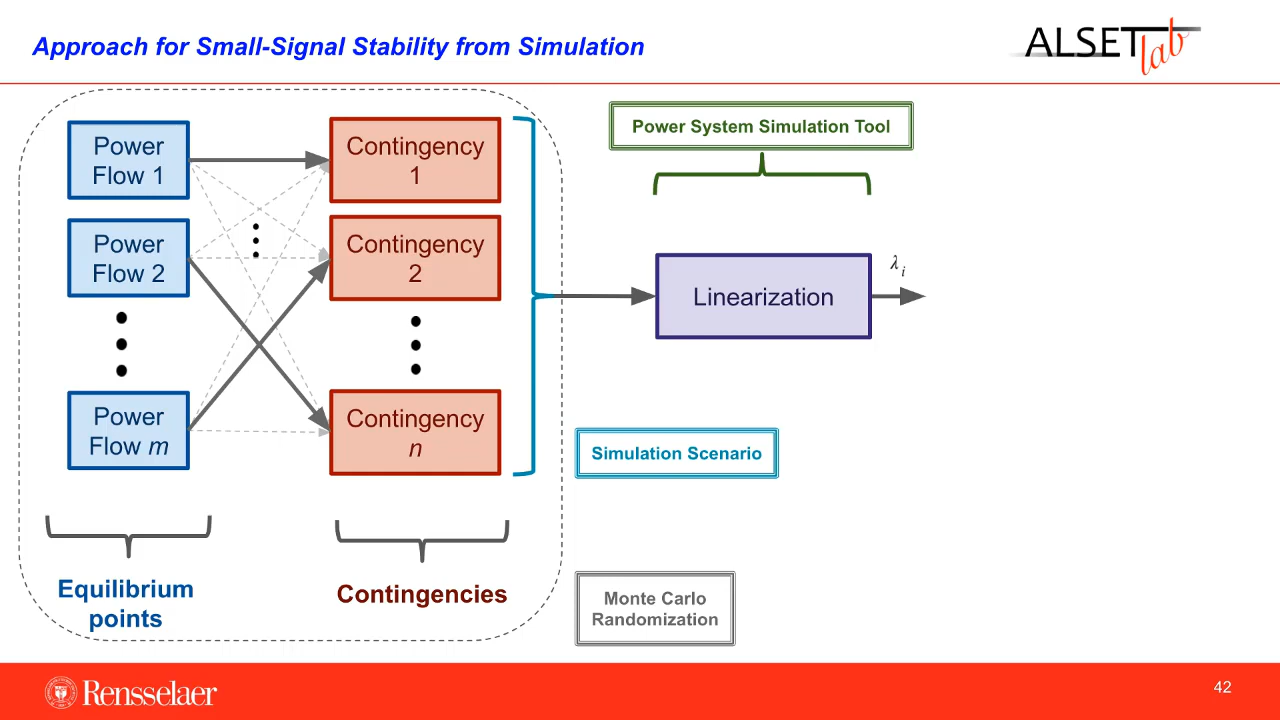 Approach for Small-Signal Stability from Simulation
ALSET lab
Power
Flow 1
Contingency
1
Power System Simulation Tool
Power
Flow 2
Contingency
2
Linearization
λi
Power
Flow m
Contingency
n
Simulation Scenario
Equilibrium
points
Contingencies
Monte Carlo
Randomization
Rensselaer
42